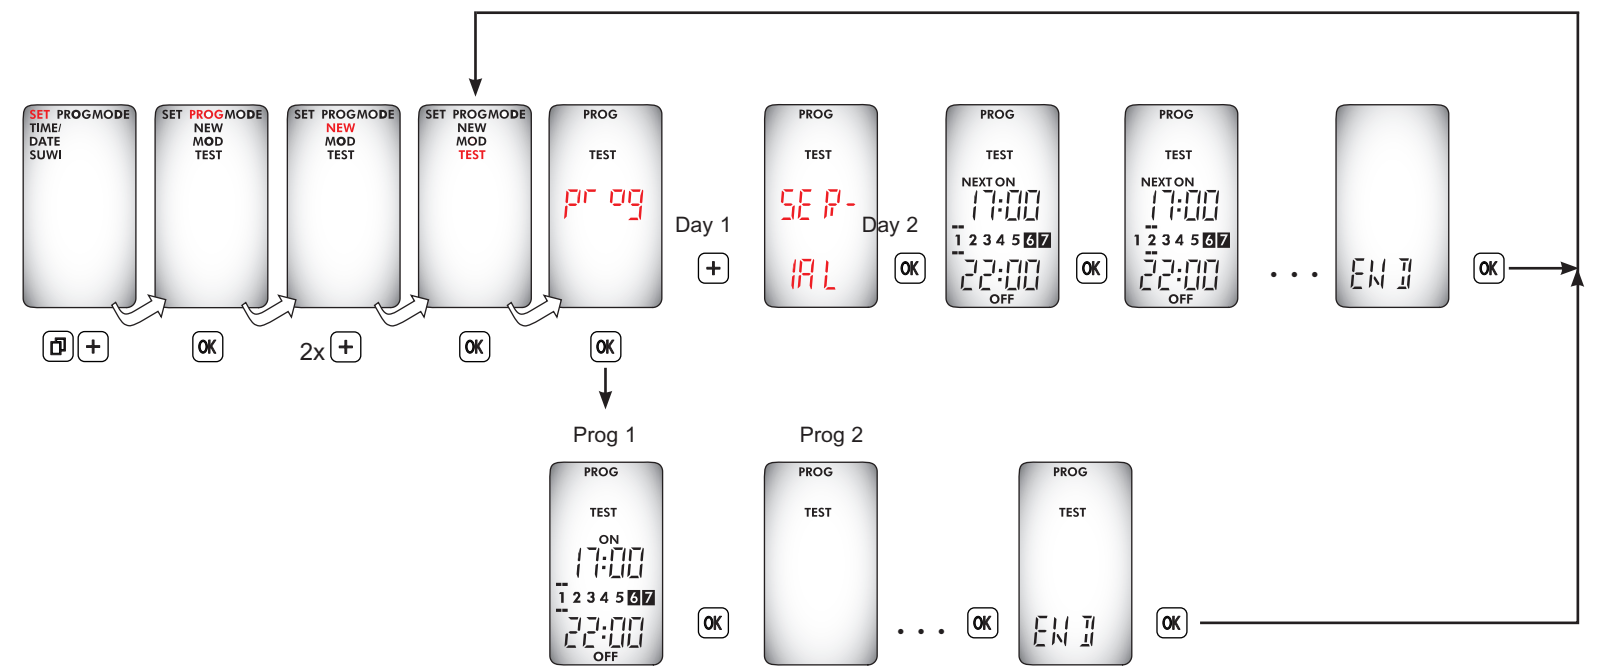 SET PROGMODE
TIME/
DATE
SUWI
SET PROGMODE
NEW
MOD
TEST
SET PROGMODE
NEW
MOD
TEST
SET PROGMODE
NEW
MOD
TEST
PROG
TEST
Prog
Day 1
+
PROG
TEST
SER-
IAL
Day 2
OK
PROG
TEST
NEXT ON
17:00
1 2 3 4 5 6 7
22:00
OFF
OK
PROG
TEST
NEXT ON
17:00
1 2 3 4 5 6 7
22:00
OFF
...
END
OK
+
OK
2x +
OK
OK
Prog 1
PROG
TEST
ON
17:00
1 2 3 4 5 6 7
22:00
OFF
OK
Prog 2
PROG
TEST
...
OK
PROG
TEST
END
OK